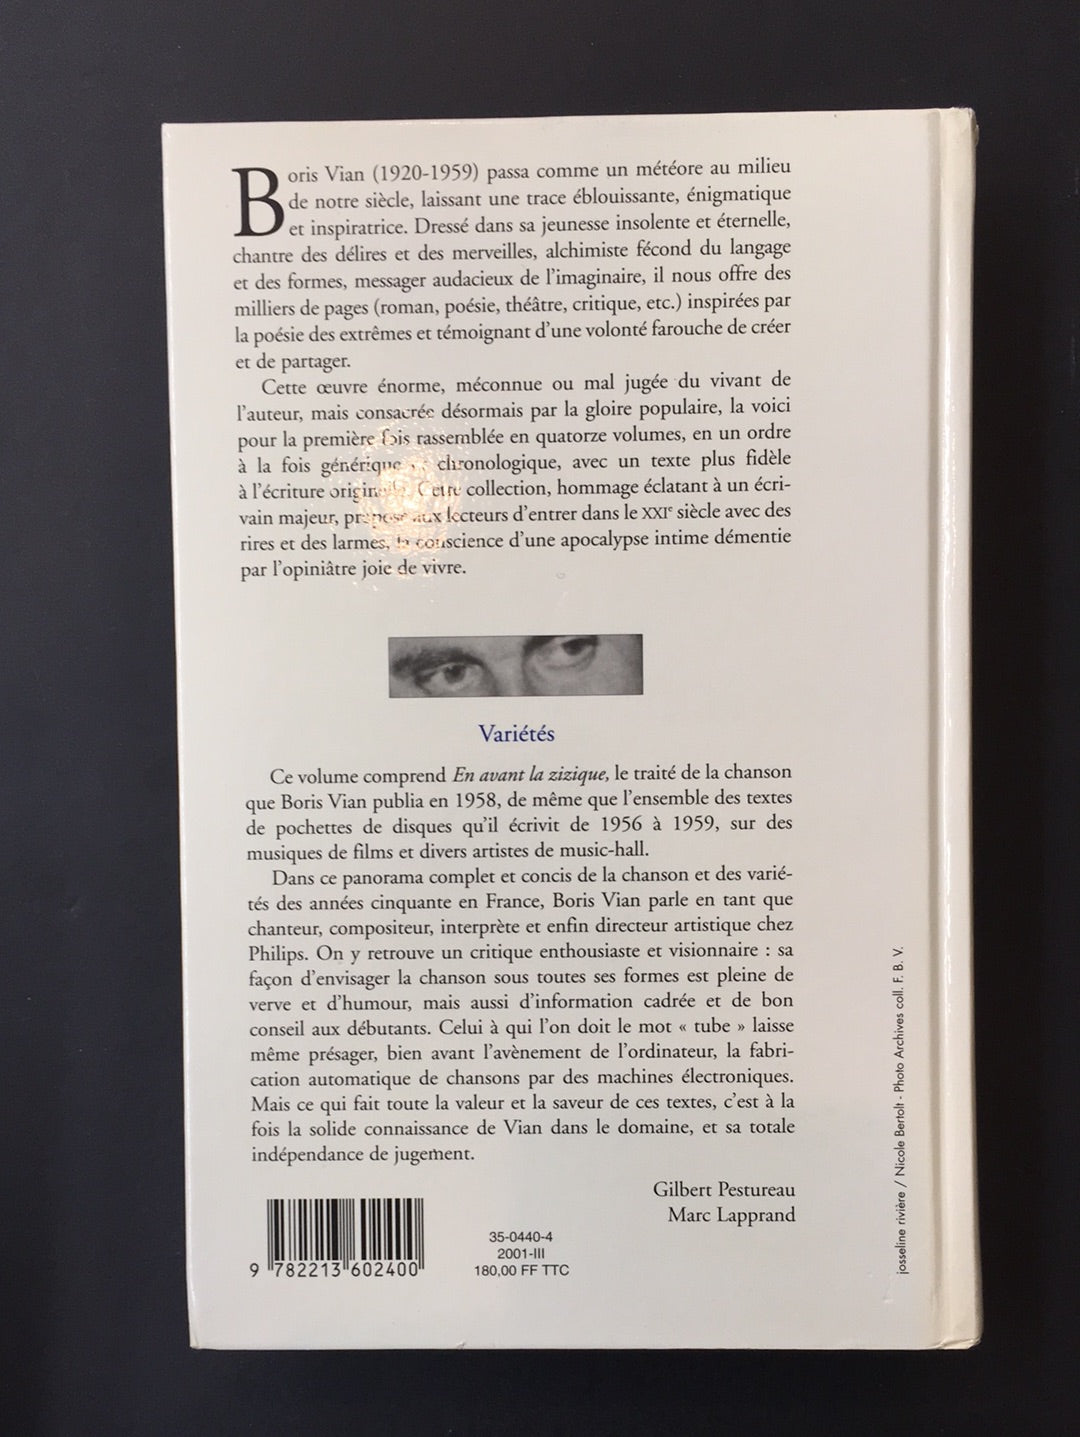 Boris Vian (1920-1959) passa comme un météore au milieu
de notre siècle, laissant une trace éblouissante, énigmatique
et inspiratrice. Dressé dans sa jeunesse insolente et éternelle,
chantre des délires et des merveilles, alchimiste fécond du langage
et des formes, messager audacieux de l'imaginaire, il nous offre des
milliers de pages (roman, poésie, théâtre, critique, etc.) inspirées par
la poésie des extrêmes et témoignant d'une volonté farouche de créer
et de partager.
Cette œuvre énorme, méconnue ou mal jugée du vivant de
l'auteur, mais consacrée désormais par la gloire populaire, la voici
pour la première fois rassemblée en quatorze volumes, en un ordre
à la fois générique chronologique, avec un texte plus fidèle
à l'écriture Cette collection, hommage éclatant à un écri-
vain majeur, propose aux lecteurs d'entrer dans le XXIe siècle avec des
rires et des larmes, la conscience d'une apocalypse intime démentie
par l'opiniâtre joie de vivre.
Variétés
Ce volume comprend En avant la zizique, le traité de la chanson
que Boris Vian publia en 1958, de même que l'ensemble des textes
de pochettes de disques qu'il écrivit de 1956 à 1959, sur des
musiques de films et divers artistes de music-hall.
Dans ce panorama complet et concis de la chanson et des varié-
tés des années cinquante en France, Boris Vian parle en tant que
chanteur, compositeur, interprète et enfin directeur artistique chez
Philips. On y retrouve un critique enthousiaste et visionnaire : sa
façon d'envisager la chanson sous toutes ses formes est pleine de
verve et d'humour, mais aussi d'information cadrée et de bon
conseil aux débutants. Celui à qui l'on doit le mot « tube » laisse
même présager, bien avant l'avènement de l'ordinateur, la fabri-
cation automatique de chansons par des machines électroniques.
Mais ce qui fait toute la valeur et la saveur de ces textes, c'est à la
fois la solide connaissance de Vian dans le domaine, et sa totale
indépendance de jugement.
Gilbert Pestureau
Marc Lapprand
35-0440-4
2001-III
180,00 FF TTC
9 782213 602400
josseline rivière / Nicole Bertolt - Photo Archives coll. F. B. V.